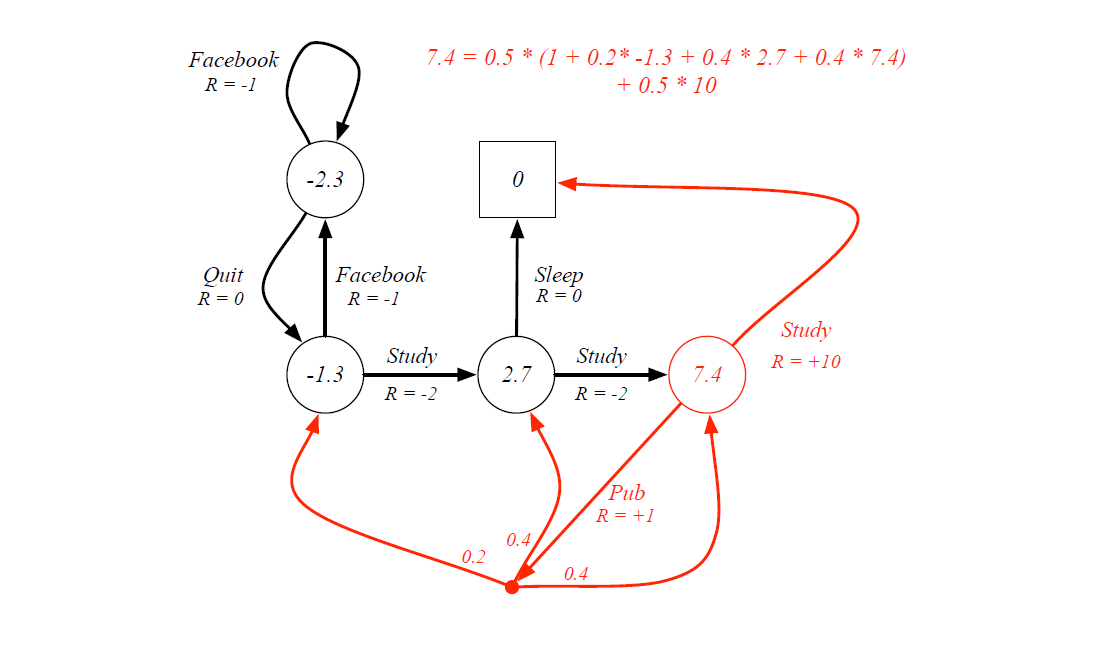 Facebook
R = -1
7.4 = 0.5 * (1 + 0.2* -1.3 + 0.4 * 2.7 + 0.4 * 7.4)
+ 0.5 * 10
-2.3
0
Quit
R = 0
Facebook
R = -1
Sleep
R = 0
Study
R = +10
-1.3
Study
R = -2
2.7
Study
R = -2
7.4
Pub
R = +1
0.2
0.4
0.4